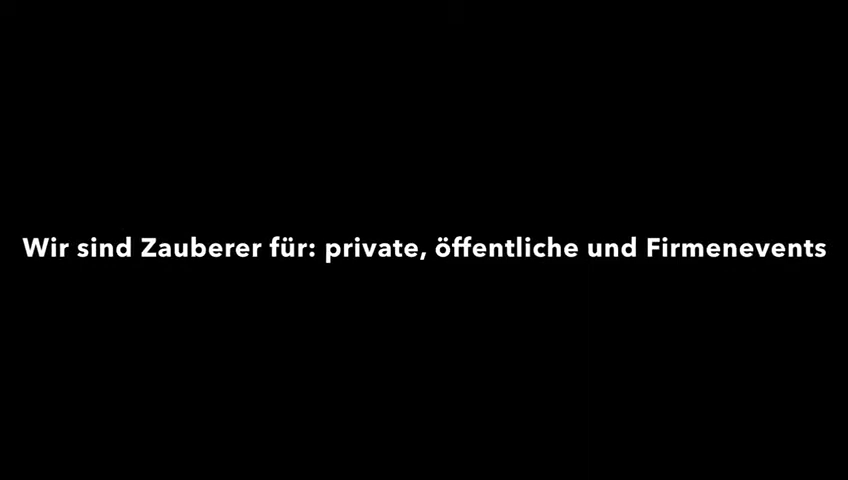 Wir sind Zauberer für: private, öffentliche und Firmenevents